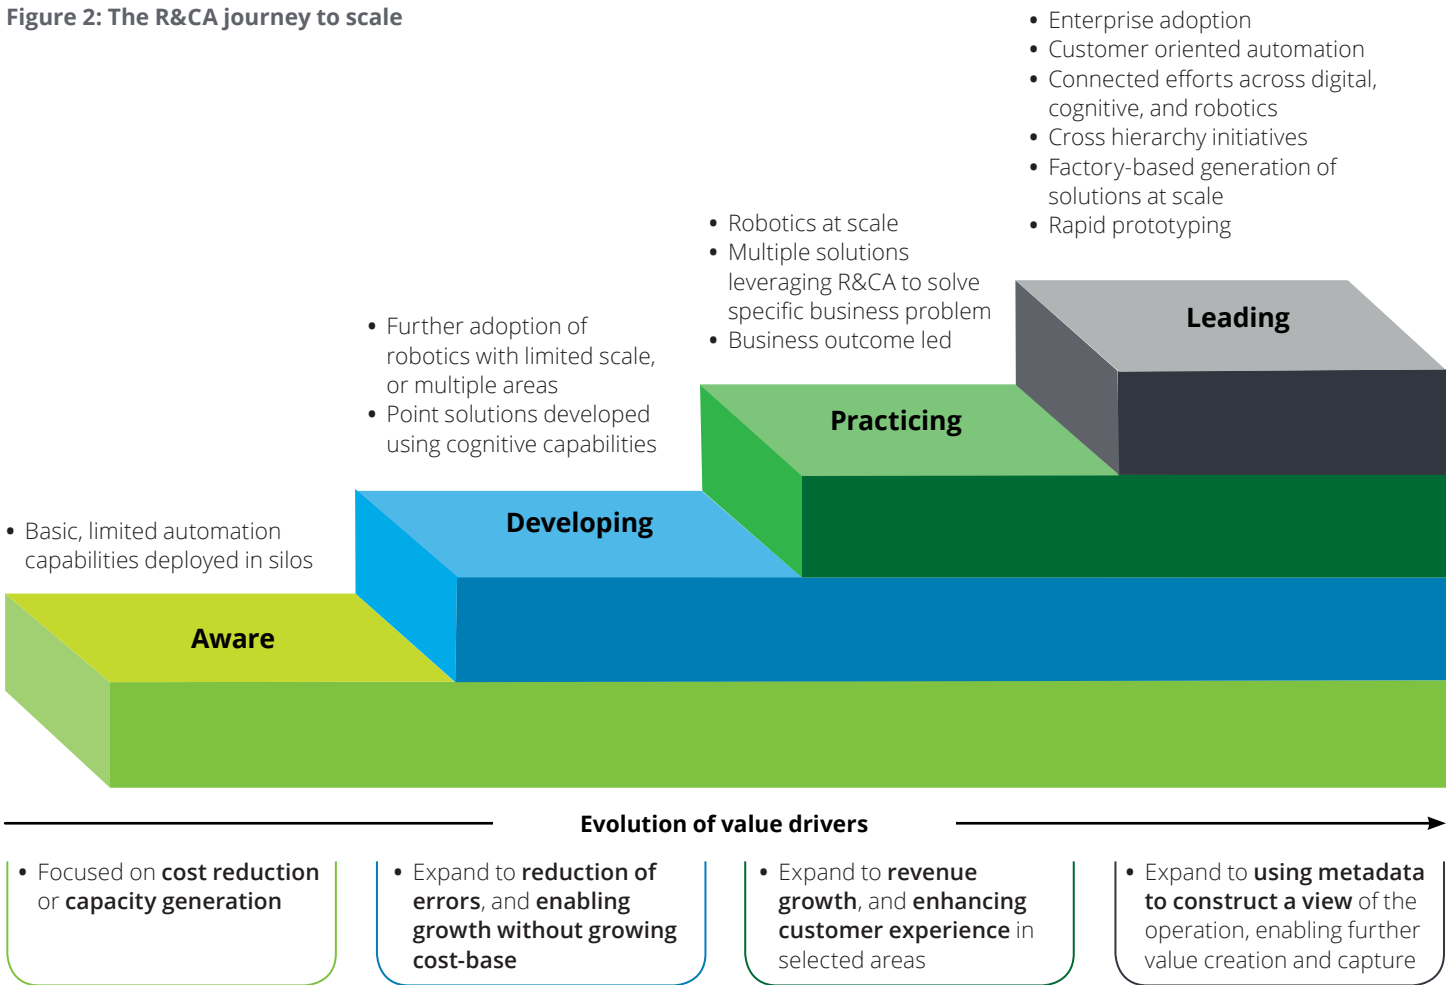 Figure 2: The R&CA journey to scale
• Enterprise adoption
• Customer oriented automation
• Connected efforts across digital,
cognitive, and robotics
• Cross hierarchy initiatives
• Factory-based generation of
solutions at scale
• Rapid prototyping
• Robotics at scale
• Multiple solutions
leveraging R&CA to solve
specific business problem
• Business outcome led
• Further adoption of
robotics with limited scale,
or multiple areas
• Point solutions developed
using cognitive capabilities
• Basic, limited automation
capabilities deployed in silos
Leading
Practicing
Developing
Aware
Evolution of value drivers
• Focused on cost reduction
or capacity generation
• Expand to reduction of
errors, and enabling
growth without growing
cost-base
• Expand to revenue
growth, and enhancing
customer experience in
selected areas
• Expand to using metadata
to construct a view of the
operation, enabling further
value creation and capture